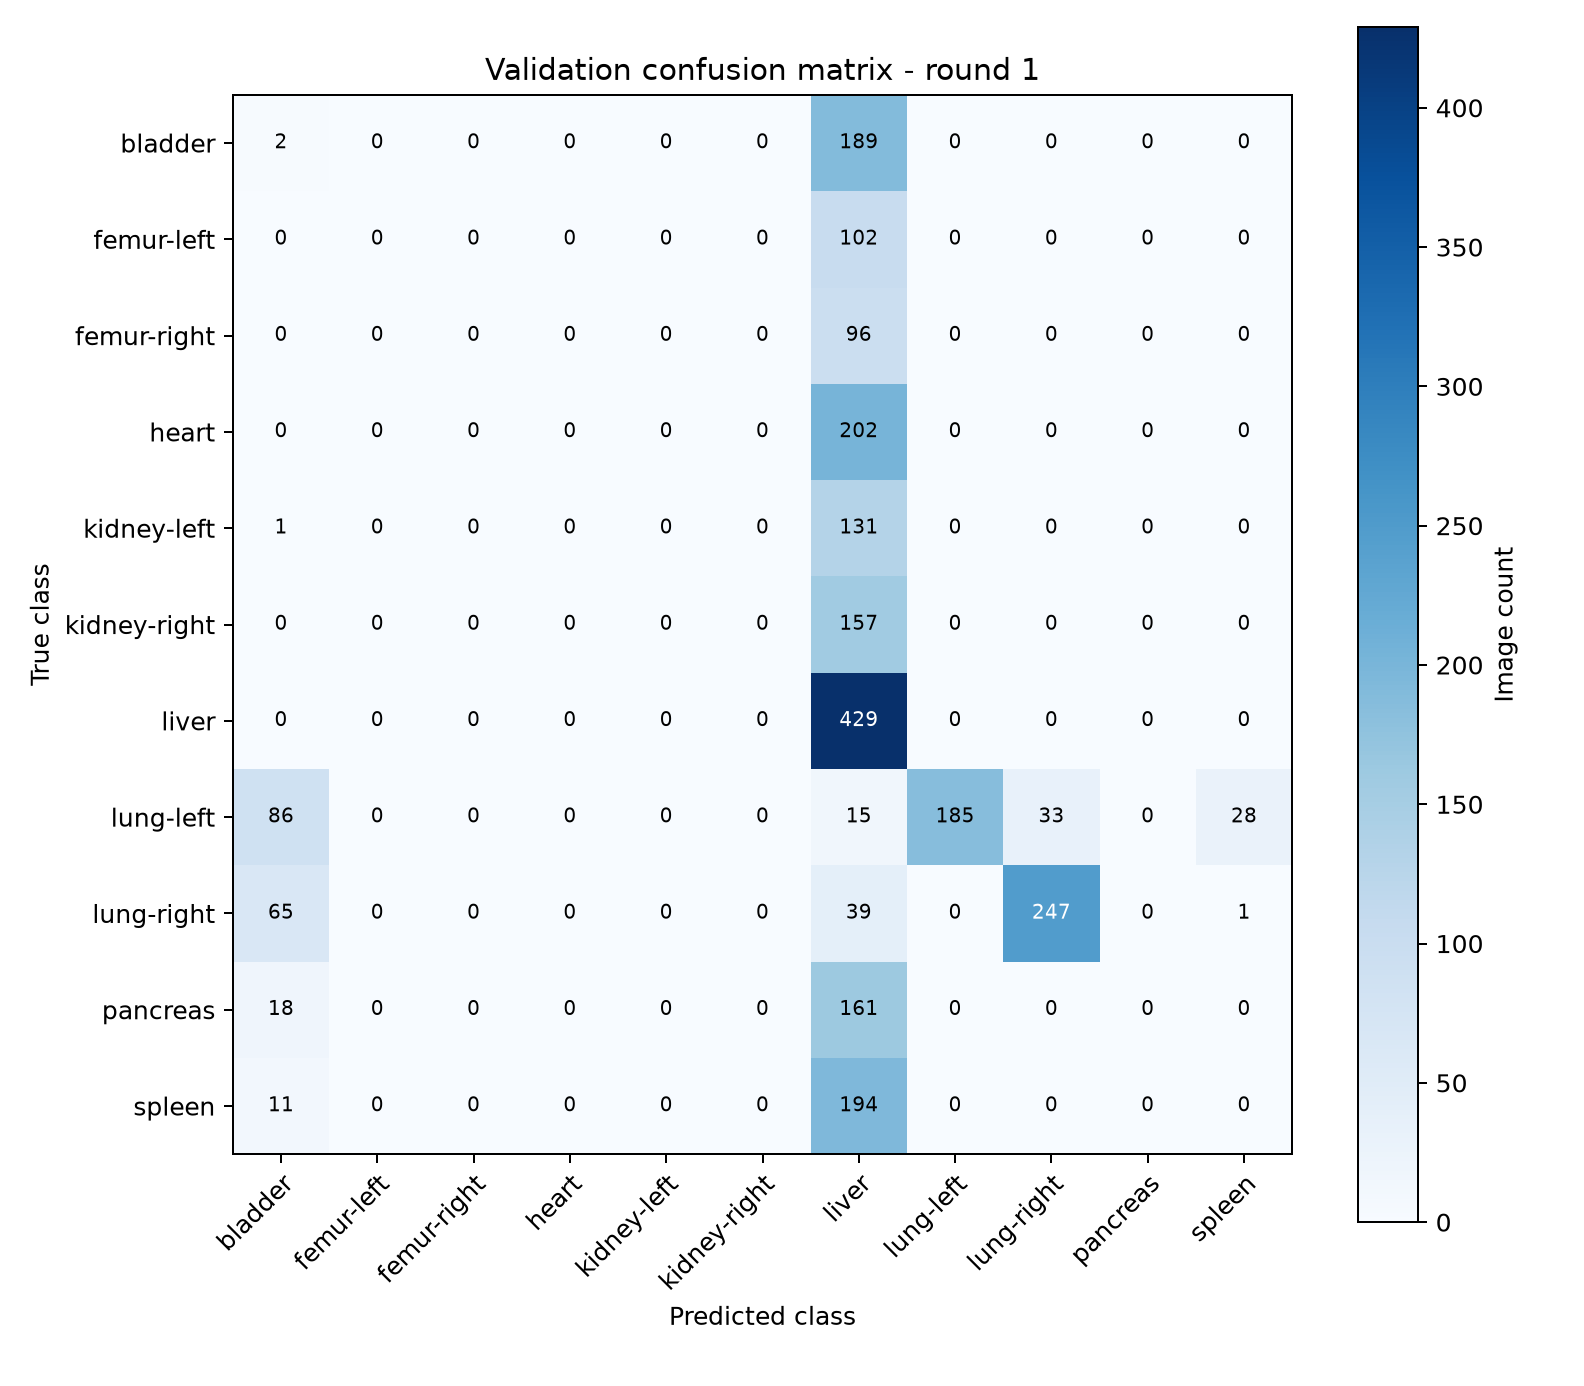 Validation confusion matrix - round 1
bladder 2 0 0 0 0 0 189 0 0 0 0
femur-left 0 0 0 0 0 0 102 0 0 0 0
femur-right 0 0 0 0 0 0 96 0 0 0 0
heart 0 0 0 0 0 0 202 0 0 0 0
kidney-left 1 0 0 0 0 0 131 0 0 0 0
kidney-right 0 0 0 0 0 0 157 0 0 0 0
liver 0 0 0 0 0 0 429 0 0 0 0
lung-left 86 0 0 0 0 0 15 185 33 0 28
lung-right 65 0 0 0 0 0 39 0 247 0 1
pancreas 18 0 0 0 0 0 161 0 0 0 0
spleen 11 0 0 0 0 0 194 0 0 0 0
True class
bladder femur-left femur-right heart kidney-left kidney-right liver lung-left lung-right pancreas spleen
Predicted class
400
350
300
250
200
150
100
50
0
Image count